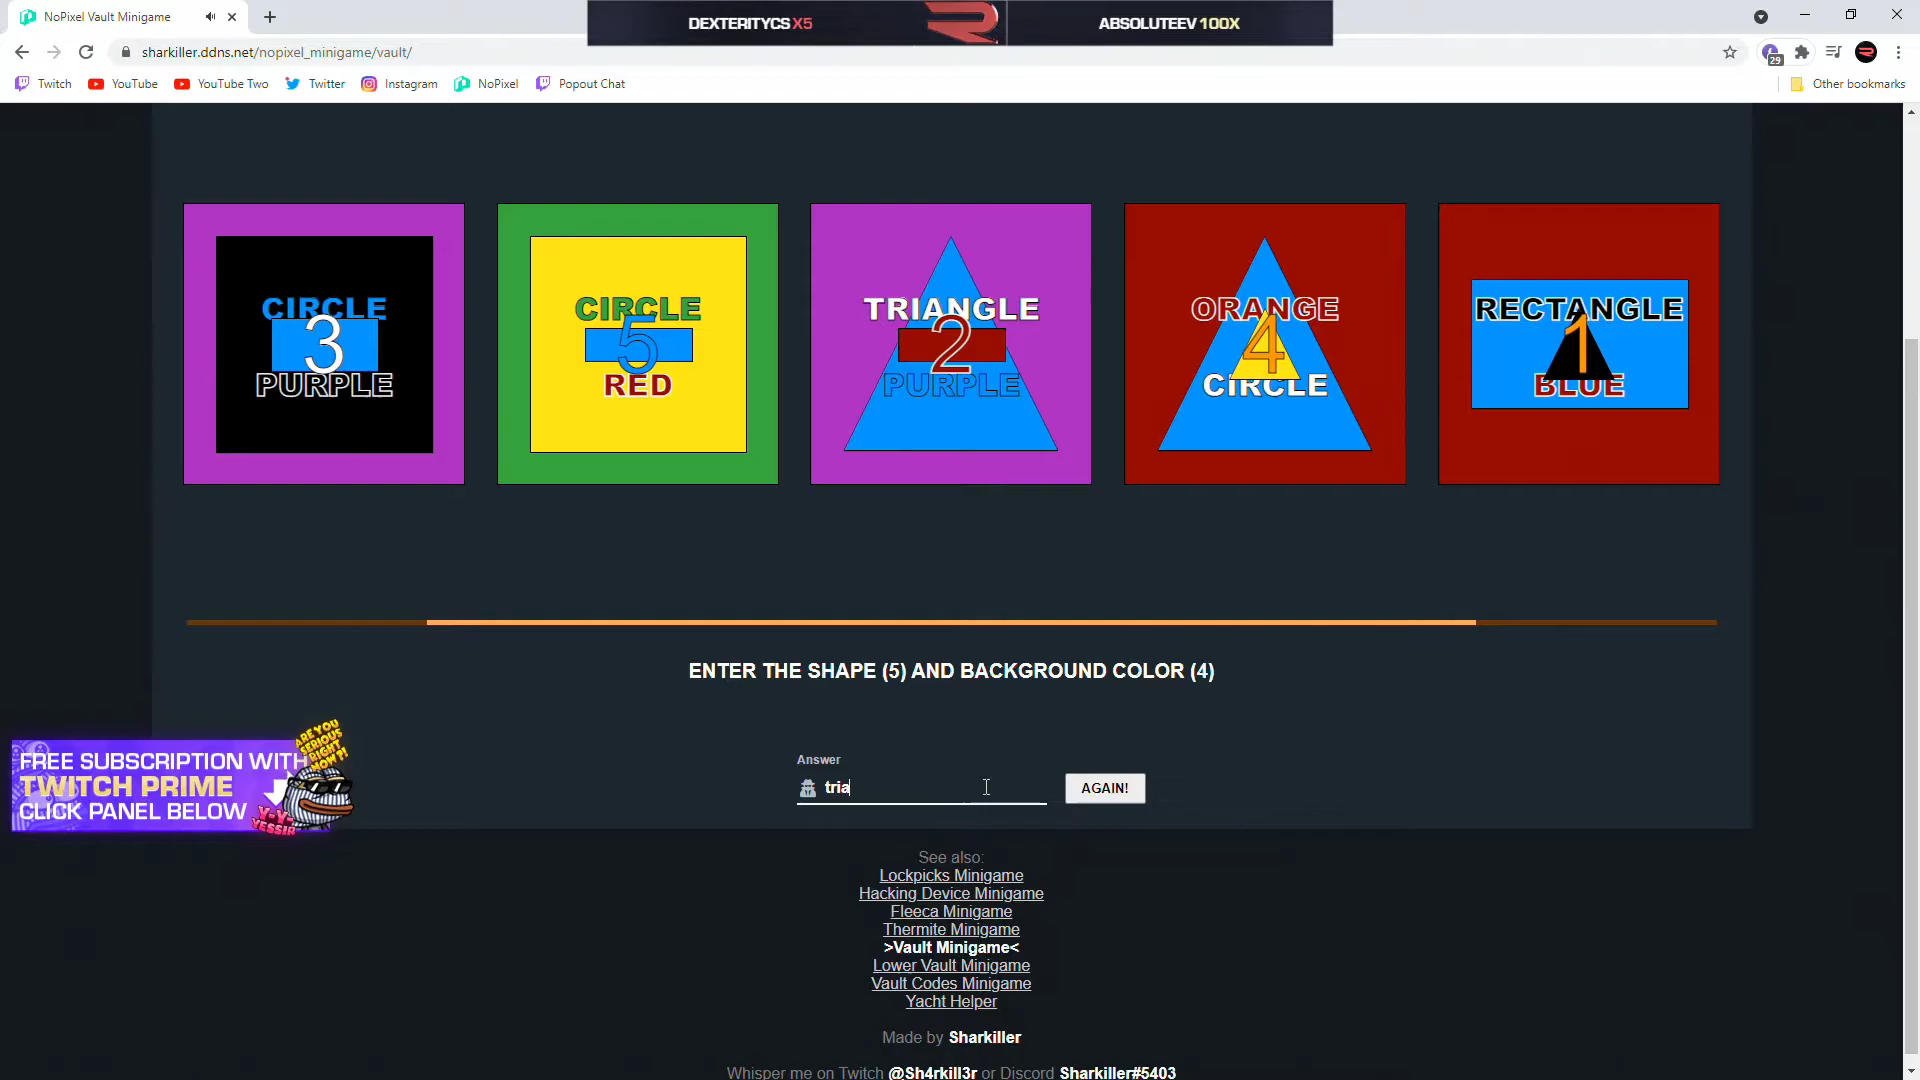 NoPixel Vault Minigame
DEXTERITYCS X5
ABSOLUTEEV 100X
sharkiller.ddns.net/nopixel_minigame/vault/
29
Twitch
YouTube
YouTube Two
Twitter
Instagram
NoPixel
Popout Chat
Other bookmarks
CIRCLE
3
PURPLE
CIRCLE
5
RED
TRIANGLE
2
PURPLE
ORANGE
4
CIRCLE
RECTANGLE
1
BLUE
ENTER THE SHAPE (5) AND BACKGROUND COLOR (4)
ARE YOU
SERIOUS
RIGHT
NOW?!
FREE SUBSCRIPTION WITH
TWITCH PRIME
CLICK PANEL BELOW
Y-Y-
YESSIR
Answer
tria
AGAIN!
See also:
Lockpicks Minigame
Hacking Device Minigame
Fleeca Minigame
Thermite Minigame
>Vault Minigame<
Lower Vault Minigame
Vault Codes Minigame
Yacht Helper
Made by Sharkiller
Whisper me on Twitch @Sh4rkill3r or Discord Sharkiller#5403